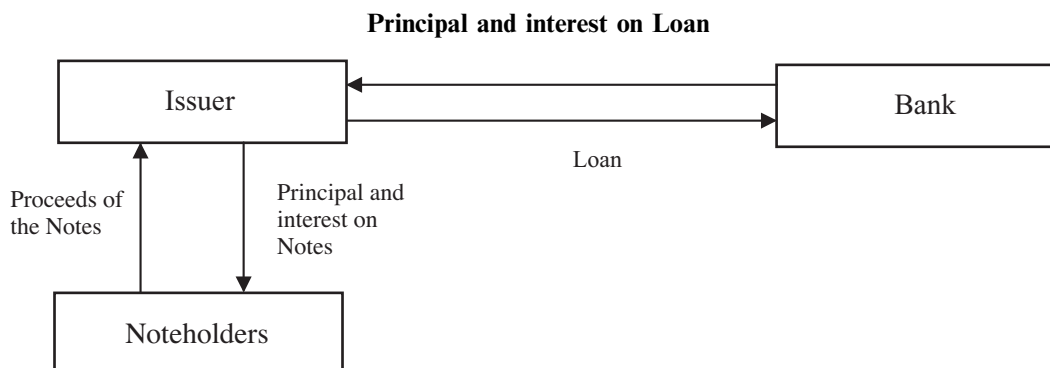 Principal and interest on Loan
Issuer
Bank
Loan
Proceeds of
the Notes
Principal and
interest on
Notes
Noteholders